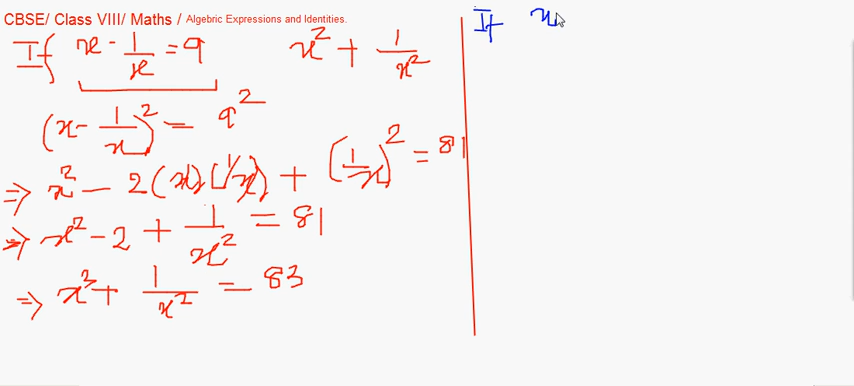 CBSE/ Class VIII/ Maths / Algebric Expressions and Identities.
If x - 1/x = 9 x² + 1/x²
(x - 1/x)² = 9²
⇒ x² - 2(x)(1/x) + (1/x)² = 81
⇒ x² - 2 + 1/x² = 81
⇒ x² + 1/x² = 83
If x